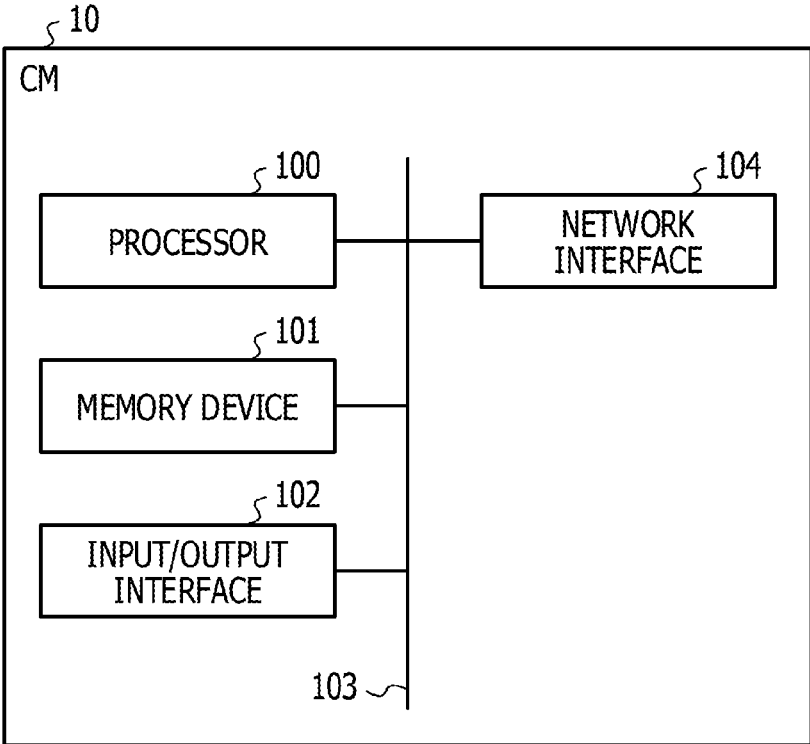 10
CM
100
PROCESSOR
104
NETWORK
INTERFACE
101
MEMORY DEVICE
102
INPUT/OUTPUT
INTERFACE
103